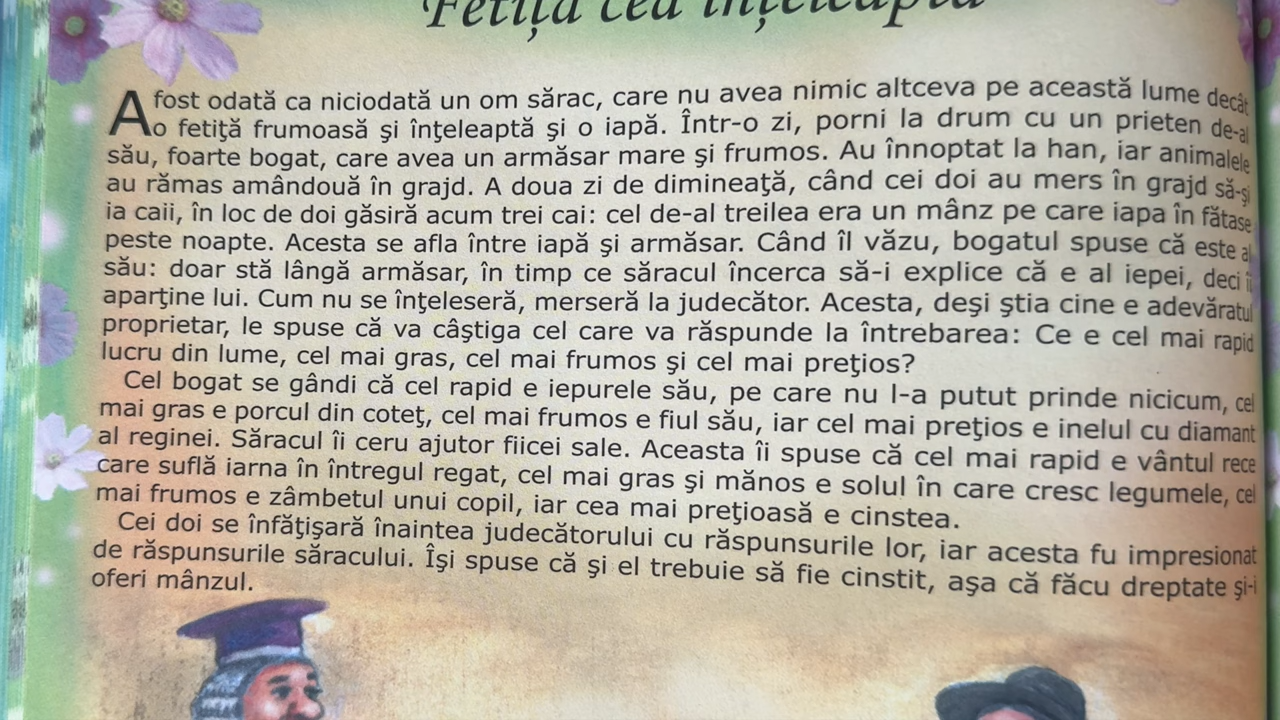 Fetiţa cea înţeleaptă
A fost odată ca niciodată un om sărac, care nu avea nimic altceva pe această lume decât
o fetiţă frumoasă şi înţeleaptă şi o iapă. Într-o zi, porni la drum cu un prieten de-al
său, foarte bogat, care avea un armăsar mare şi frumos. Au înnoptat la han, iar animalele
au rămas amândouă în grajd. A doua zi de dimineaţă, când cei doi au mers în grajd să-şi
ia caii, în loc de doi găsiră acum trei cai: cel de-al treilea era un mânz pe care iapa în fătase
peste noapte. Acesta se afla între iapă şi armăsar. Când îl văzu, bogatul spuse că este al
său: doar stă lângă armăsar, în timp ce săracul încerca să-i explice că e al iepei, deci îi
aparţine lui. Cum nu se înţeleseră, merseră la judecător. Acesta, deşi ştia cine e adevăratul
proprietar, le spuse că va câştiga cel care va răspunde la întrebarea: Ce e cel mai rapid
lucru din lume, cel mai gras, cel mai frumos şi cel mai preţios?
Cel bogat se gândi că cel rapid e iepurele său, pe care nu l-a putut prinde nicicum, cel
mai gras e porcul din coteţ, cel mai frumos e fiul său, iar cel mai preţios e inelul cu diamant
al reginei. Săracul îi ceru ajutor fiicei sale. Aceasta îi spuse că cel mai rapid e vântul rece
care suflă iarna în întregul regat, cel mai gras şi mănos e solul în care cresc legumele, cel
mai frumos e zâmbetul unui copil, iar cea mai preţioasă e cinstea.
Cei doi se înfăţişară înaintea judecătorului cu răspunsurile lor, iar acesta fu impresionat
de răspunsurile săracului. Îşi spuse că şi el trebuie să fie cinstit, aşa că făcu dreptate şi-i
oferi mânzul.